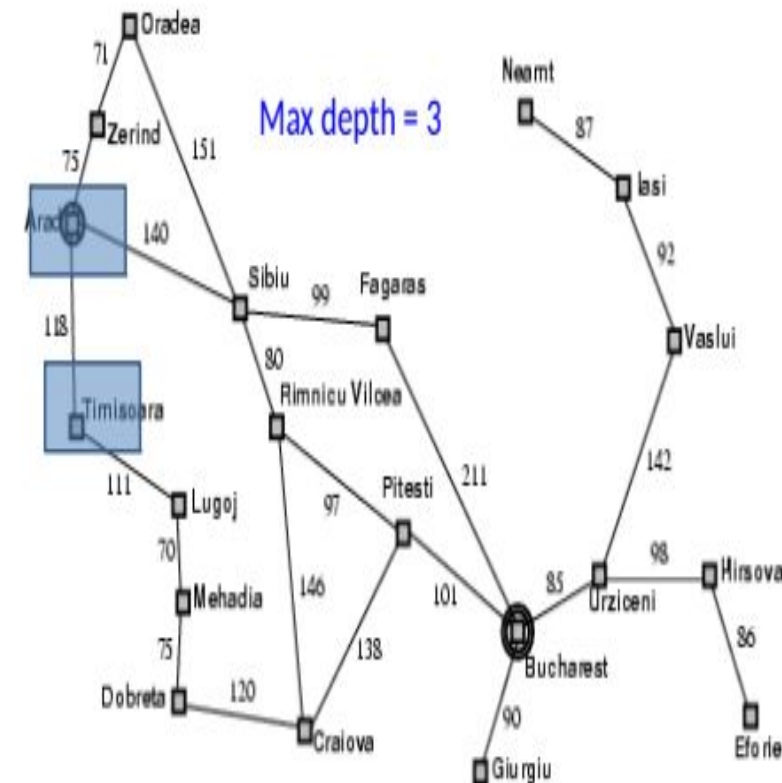 Oradea
71
Neamt
Max depth = 3
87
Zerind
151
75
Iasi
Arad
140
92
Sibiu
Fagaras
99
118
Vaslui
80
Timisoara
Rimnicu Vilcea
142
111
211
Lugoj
97
Pitesti
70
98
Hirsova
146
85
Mehadia
101
Urziceni
138
86
75
Bucharest
Dobreta
120
90
Craiova
Eforie
Giurgiu